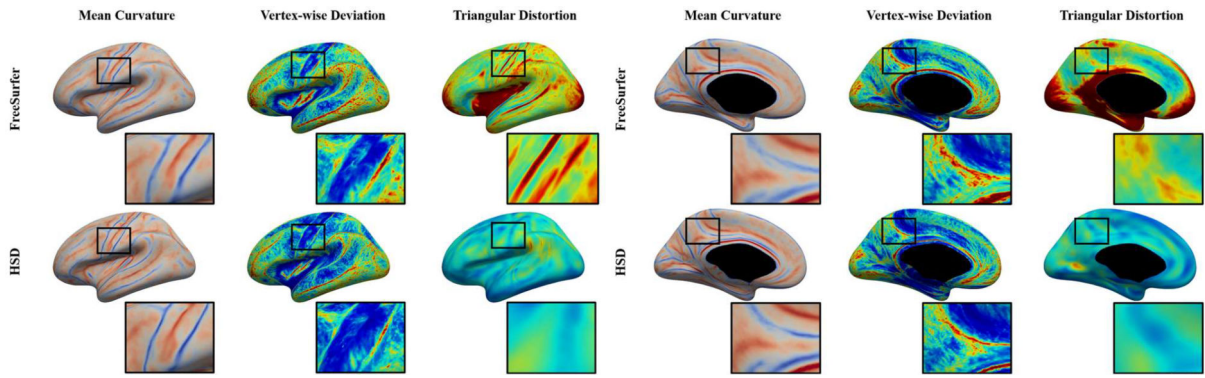 Mean Curvature Vertex-wise Deviation Triangular Distortion Mean Curvature Vertex-wise Deviation Triangular Distortion
FreeSurfer FreeSurfer
HSD HSD